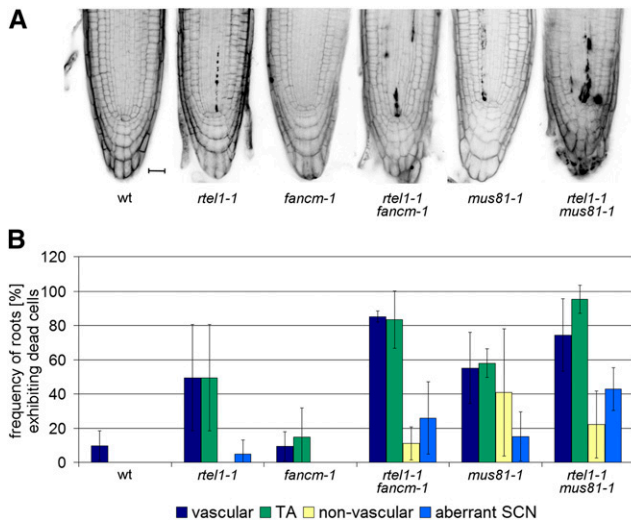 A
wt
rtel1-1
fancm-1
rtel1-1
fancm-1
mus81-1
rtel1-1
mus81-1
B
frequency of roots [%]
exhibiting dead cells
120
100
80
60
40
20
0
wt
rtel1-1
fancm-1
rtel1-1
fancm-1
mus81-1
rtel1-1
mus81-1
vascular TA non-vascular aberrant SCN